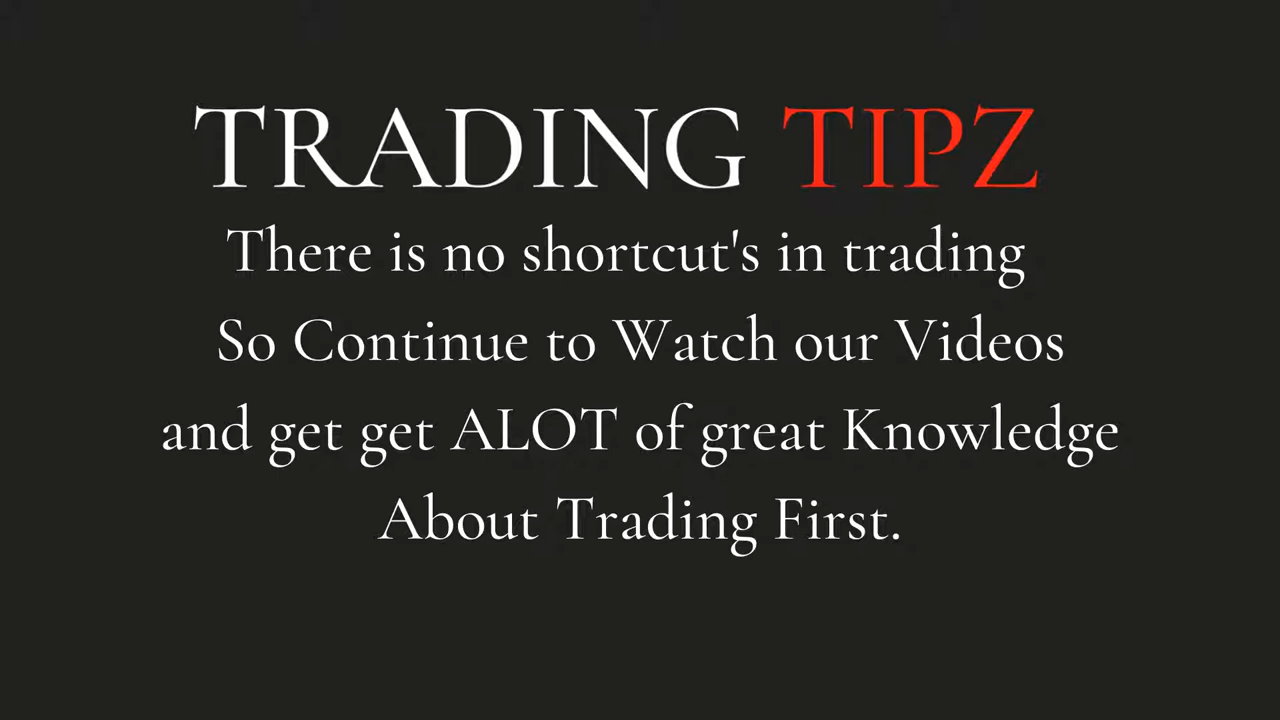 TRADING TIPZ
There is no shortcut's in trading
So Continue to Watch our Videos
and get get ALOT of great Knowledge
About Trading First.